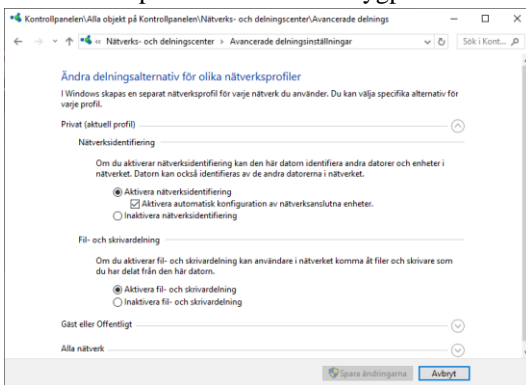 Kontrollpanelen\Alla objekt på Kontrollpanelen\Nätverks- och delningscenter\Avancerade delnings
« Nätverks- och delningscenter > Avancerade delningsinställningar
Sök i Kont...
Ändra delningsalternativ för olika nätverksprofiler
I Windows skapas en separat nätverksprofil för varje nätverk du använder. Du kan välja specifika alternativ för
varje profil.
Privat (aktuell profil)
Nätverksidentifiering
Om du aktiverar nätverksidentifiering kan den här datorn identifiera andra datorer och enheter i
nätverket. Datorn kan också identifieras av de andra datorerna i nätverket.
Aktivera nätverksidentifiering
Aktivera automatisk konfiguration av nätverksanslutna enheter.
Inaktivera nätverksidentifiering
Fil- och skrivardelning
Om du aktiverar fil- och skrivardelning kan användare i nätverket komma åt filer och skrivare som
du har delat från den här datorn.
Aktivera fil- och skrivardelning
Inaktivera fil- och skrivardelning
Gäst eller Offentligt
Alla nätverk
Spara ändringarna
Avbryt